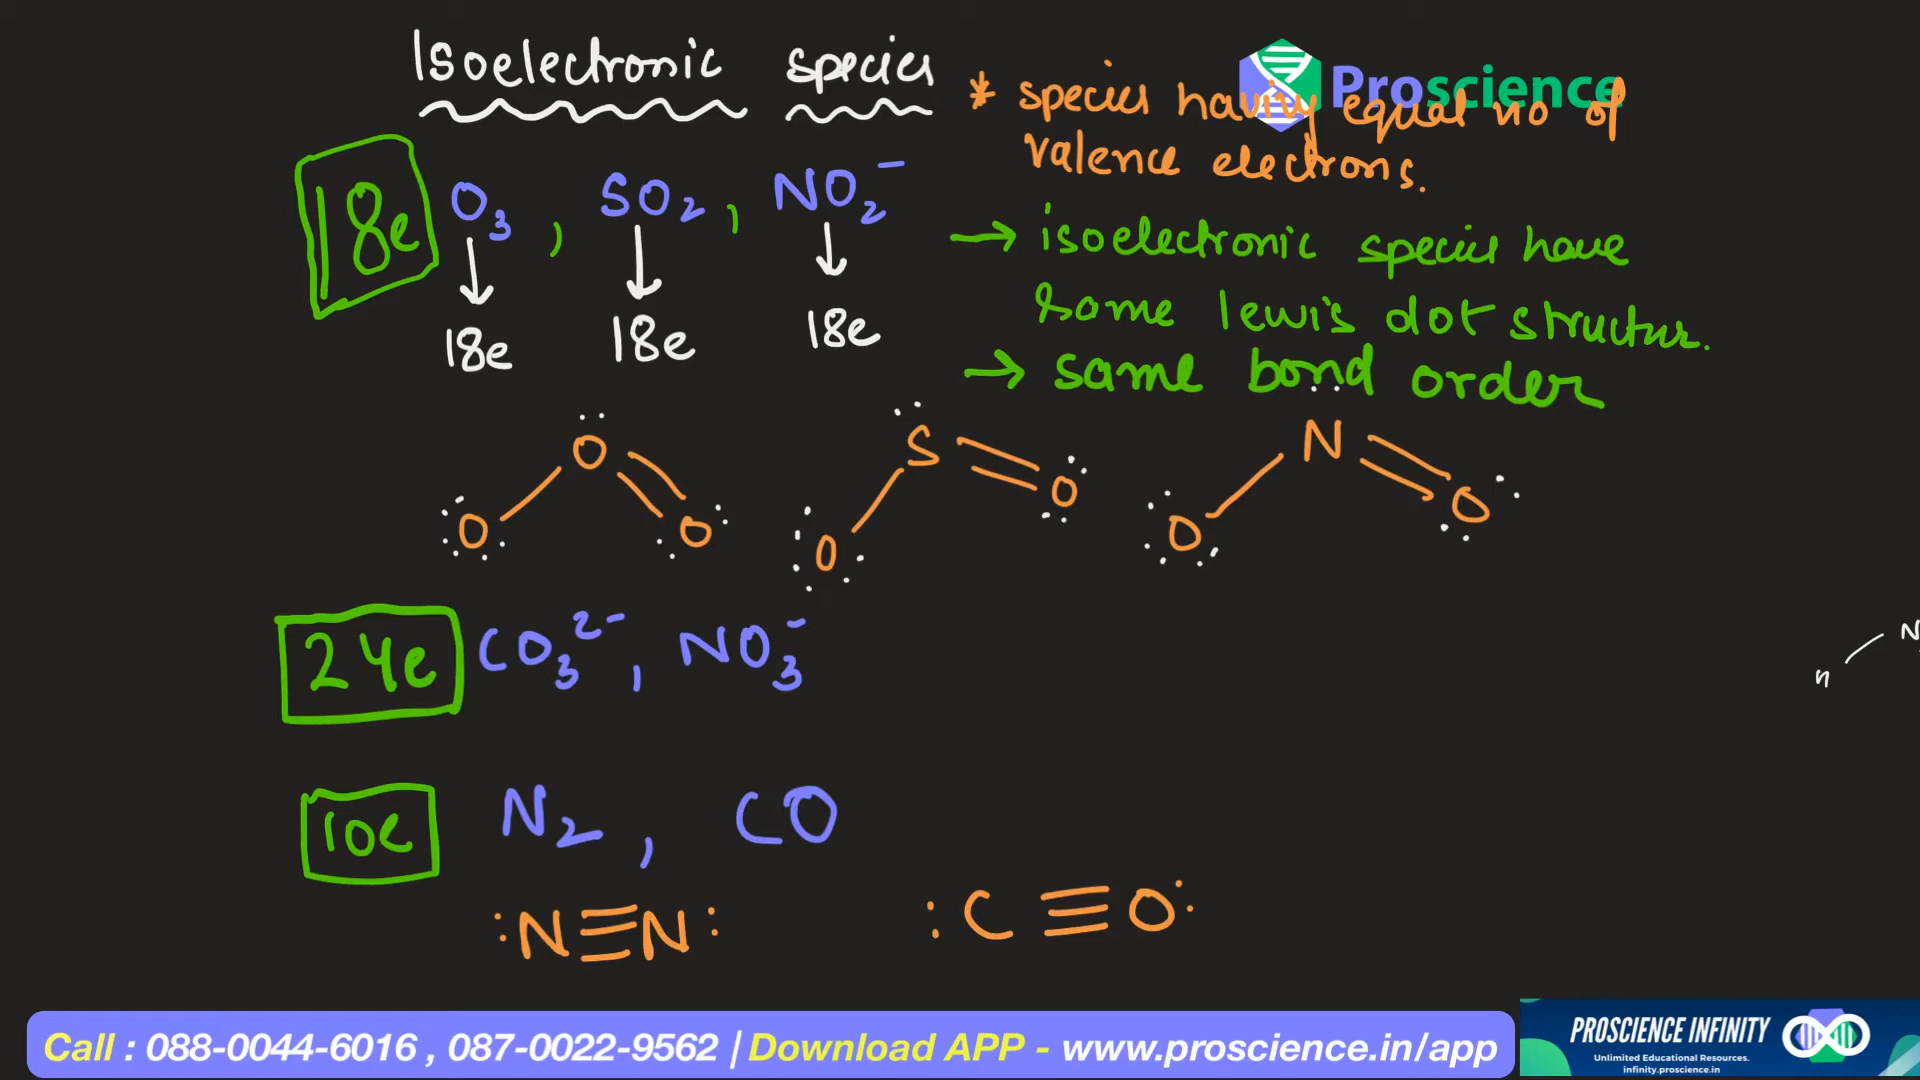 Isoelectronic species
Proscience
* species having equal no of
valence electrons.
18e O3, SO2, NO2−
18e 18e 18e
→ isoelectronic species have
same lewis dot structur.
→ same bond order
O O O
O S O
O N O
24e CO3 2−, NO3−
N
n
10e N2, CO
:N≡N: :C≡O:
Call : 088-0044-6016 , 087-0022-9562 | Download APP - www.proscience.in/app
PROSCIENCE INFINITY
Unlimited Educational Resources.
infinity.proscience.in